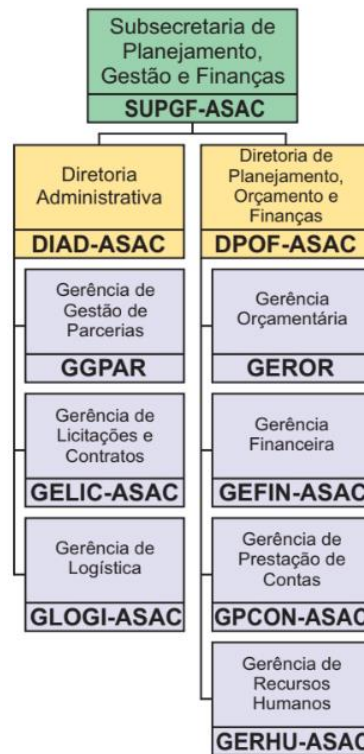 Subsecretaria de
Planejamento,
Gestão e Finanças
SUPGF-ASAC
Diretoria
Administrativa
DIAD-ASAC
Gerência de
Gestão de
Parcerias
GGPAR
Gerência de
Licitações e
Contratos
GELIC-ASAC
Gerência de
Logística
GLOGI-ASAC
Diretoria de
Planejamento,
Orçamento e
Finanças
DPOF-ASAC
Gerência
Orçamentária
GEROR
Gerência
Financeira
GEFIN-ASAC
Gerência de
Prestação de
Contas
GPCON-ASAC
Gerência de
Recursos
Humanos
GERHU-ASAC